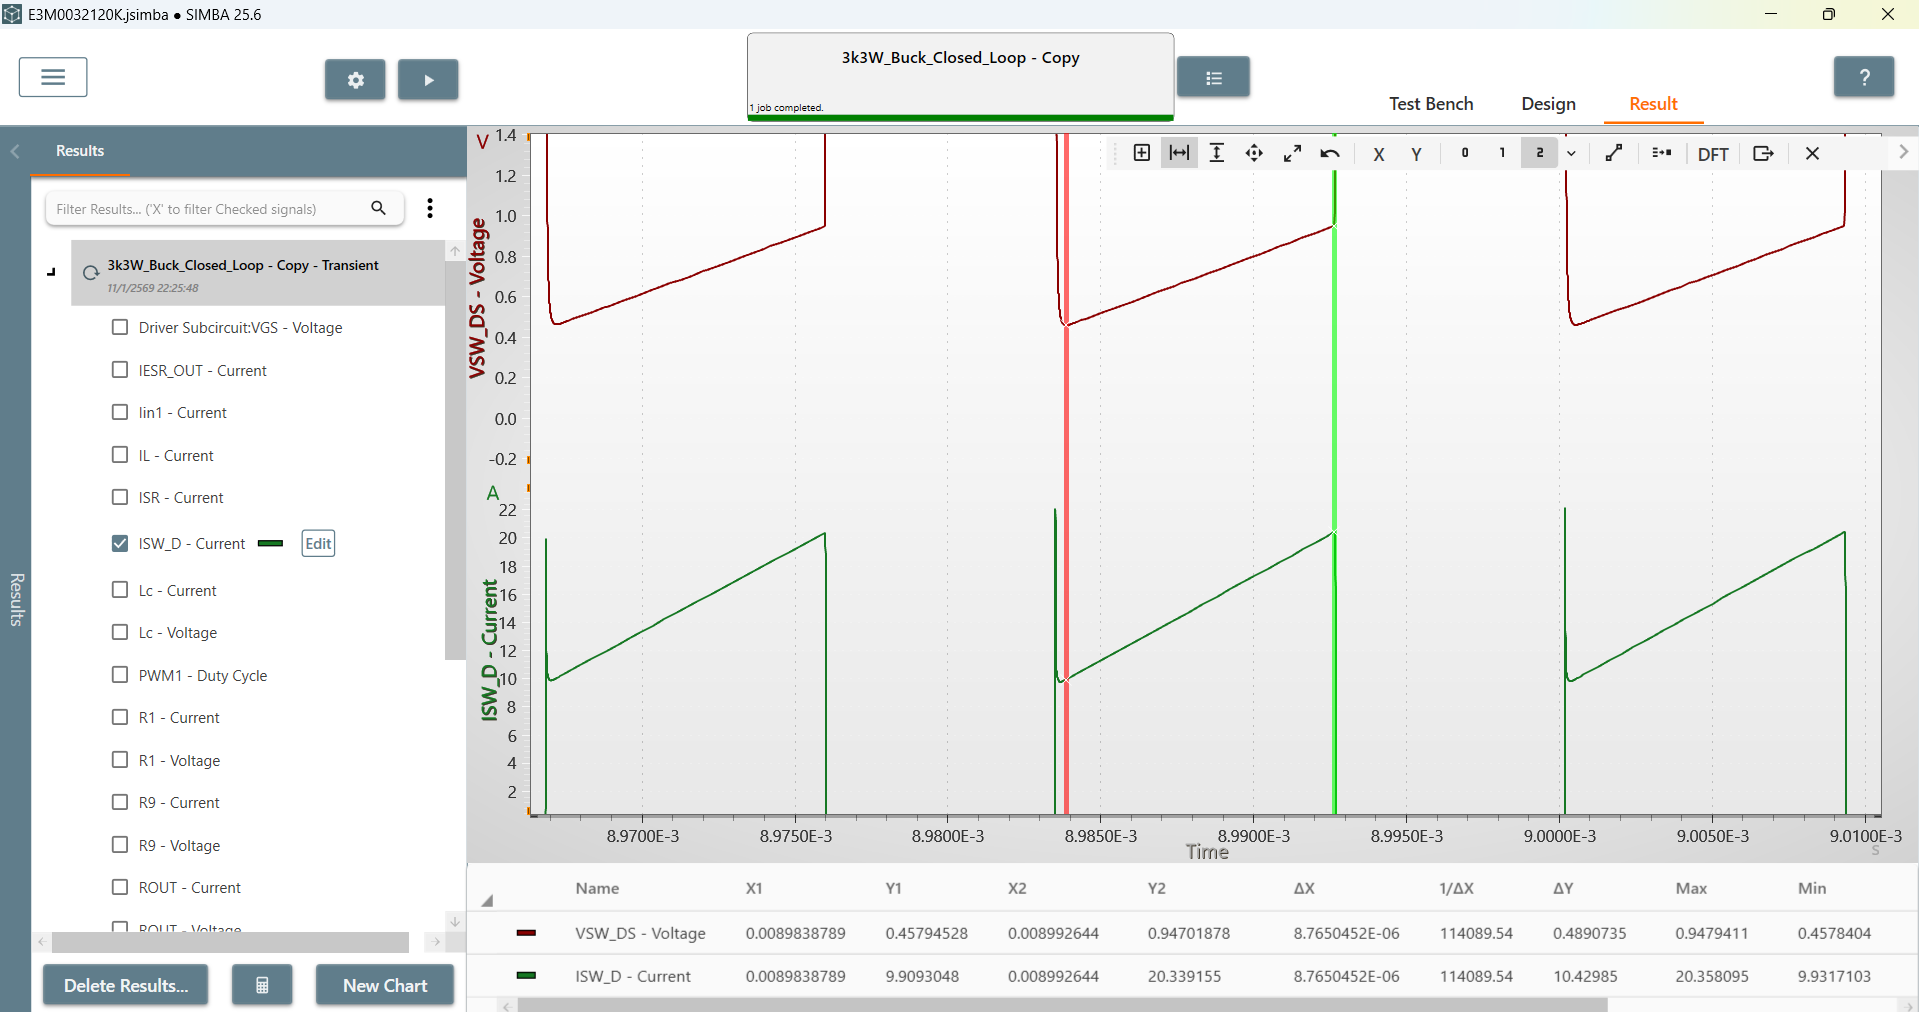 E3M0032120K.jsimba • SIMBA 25.6
3k3W_Buck_Closed_Loop - Copy
1 job completed.
Test Bench
Design
Result
?
Results
Filter Results... ('X' to filter Checked signals)
3k3W_Buck_Closed_Loop - Copy - Transient
11/1/2569 22:25:48
Driver Subcircuit:VGS - Voltage
IESR_OUT - Current
Iin1 - Current
IL - Current
ISR - Current
ISW_D - Current
Edit
Lc - Current
Lc - Voltage
PWM1 - Duty Cycle
R1 - Current
R1 - Voltage
R9 - Current
R9 - Voltage
ROUT - Current
ROUT - Voltage
Results
Delete Results...
New Chart
X Y 0 1 2 DFT
V
1.4
1.2
1.0
0.8
0.6
0.4
0.2
0.0
-0.2
VSW_DS - Voltage
A
22
20
18
16
14
12
10
8
6
4
2
ISW_D - Current
8.9700E-3 8.9750E-3 8.9800E-3 8.9850E-3 8.9900E-3 8.9950E-3 9.0000E-3 9.0050E-3 9.0100E-3
Time
s
Name X1 Y1 X2 Y2 ΔX 1/ΔX ΔY Max Min
VSW_DS - Voltage 0.0089838789 0.45794528 0.008992644 0.94701878 8.7650452E-06 114089.54 0.4890735 0.9479411 0.4578404
ISW_D - Current 0.0089838789 9.9093048 0.008992644 20.339155 8.7650452E-06 114089.54 10.42985 20.358095 9.9317103